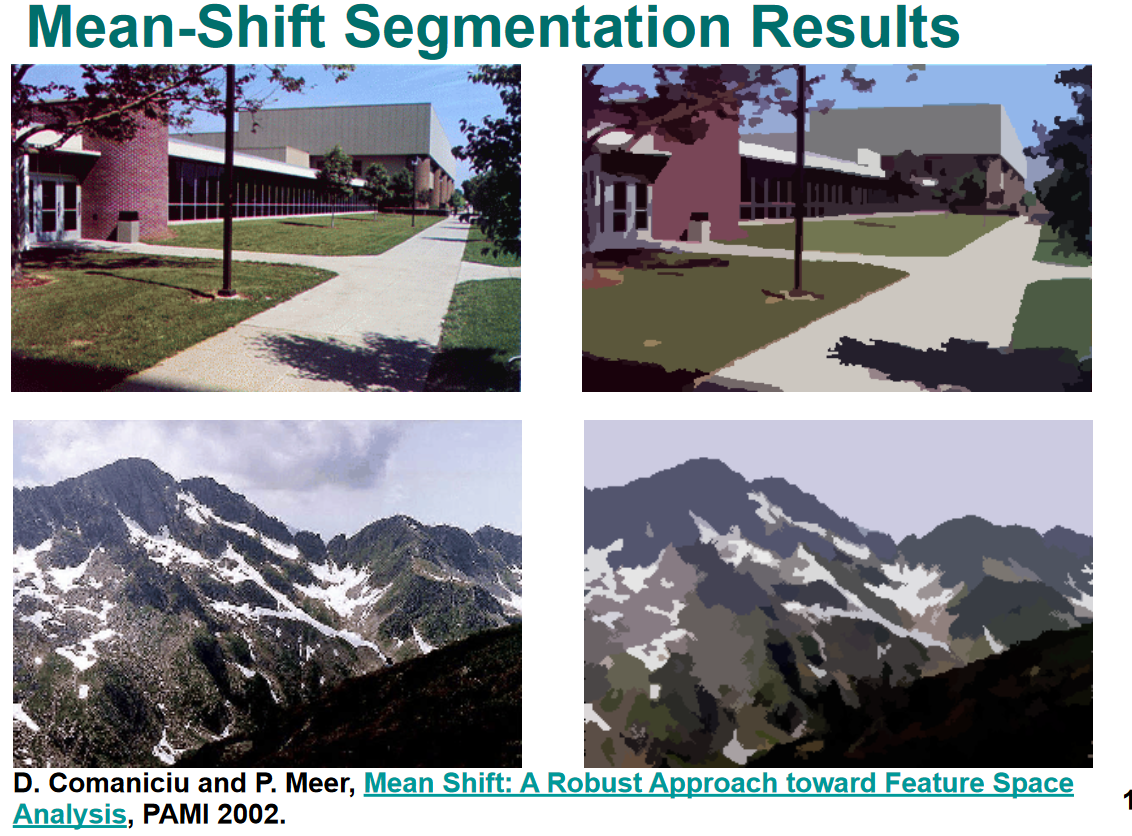 Mean-Shift Segmentation Results
D. Comaniciu and P. Meer, Mean Shift: A Robust Approach toward Feature Space
Analysis, PAMI 2002.
1